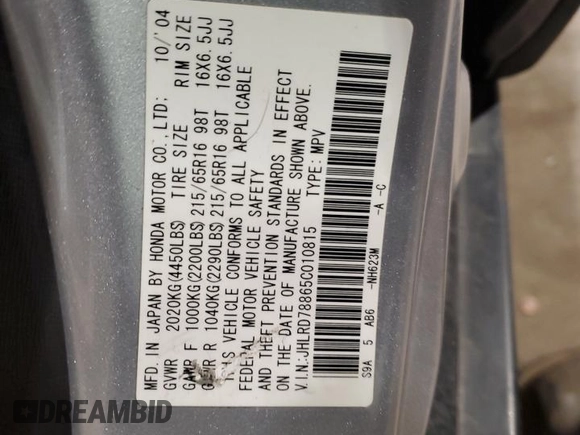 MFD. IN JAPAN BY HONDA MOTOR CO., LTD: 10/'04
GVWR 2020KG(4450LBS) TIRE SIZE RIM SIZE
GAWR F 1000KG(2200LBS) 215/65R16 98T 16X6.5JJ
GAWR R 1040KG(2290LBS) 215/65R16 98T 16X6.5JJ
THIS VEHICLE CONFORMS TO ALL APPLICABLE
FEDERAL MOTOR VEHICLE SAFETY
AND THEFT PREVENTION STANDARDS IN EFFECT
ON THE DATE OF MANUFACTURE SHOWN ABOVE.
V.I.N:JHLRD78865C010815 TYPE: MPV
S9A 5 AB6 -NH623M -A -C
DREAMBID